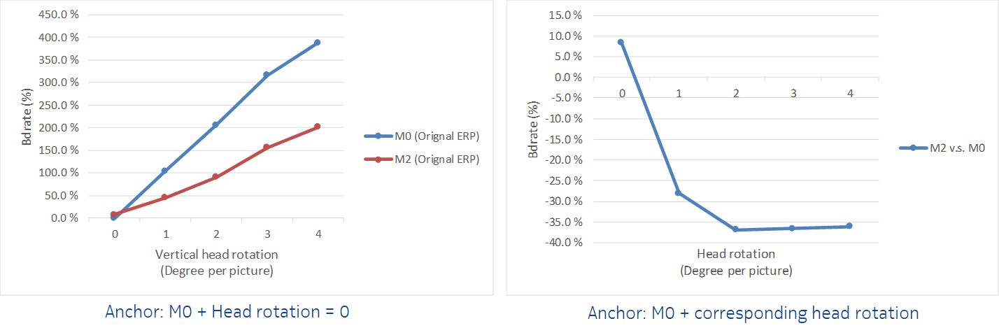 450.0 %
400.0 %
350.0 %
300.0 %
250.0 %
200.0 %
150.0 %
100.0 %
50.0 %
0.0 %
Bdrate (%)
0 1 2 3 4
Vertical head rotation
(Degree per picture)
M0 (Orignal ERP)
M2 (Orignal ERP)
Anchor: M0 + Head rotation = 0
15.0 %
10.0 %
5.0 %
0.0 %
-5.0 %
-10.0 %
-15.0 %
-20.0 %
-25.0 %
-30.0 %
-35.0 %
-40.0 %
Bdrate (%)
0 1 2 3 4
Head rotation
(Degree per picture)
M2 v.s. M0
Anchor: M0 + corresponding head rotation